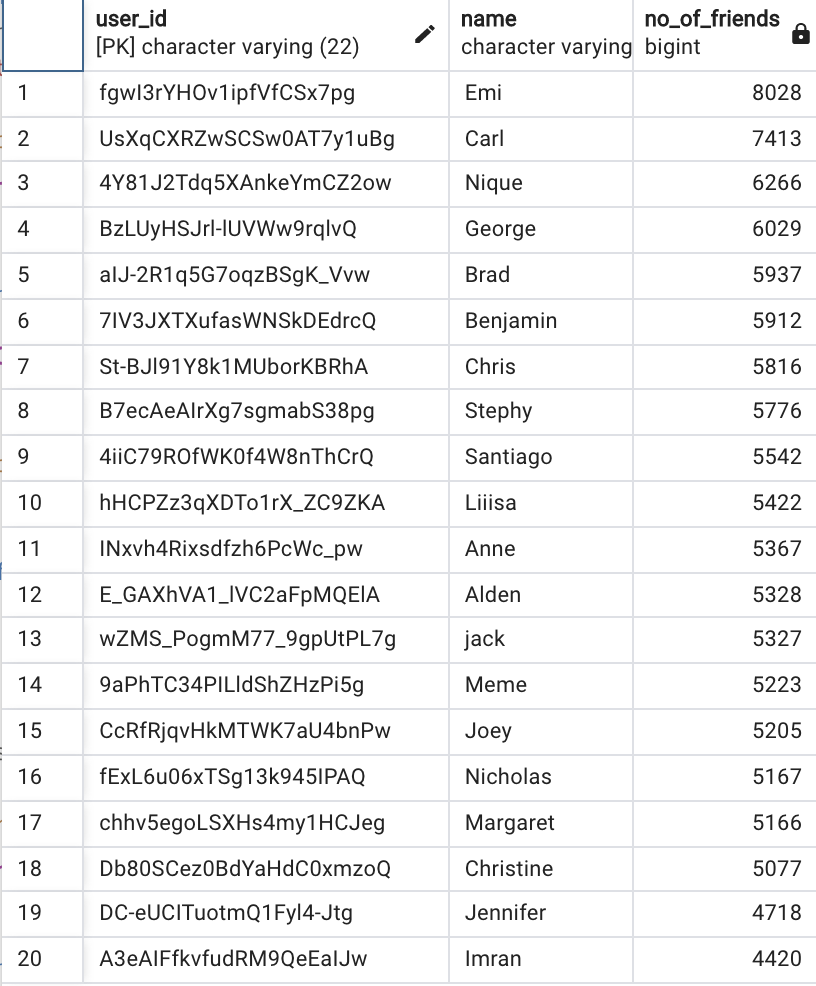 user_id name no_of_friends
[PK] character varying (22) character varying bigint
1 fgwI3rYHOv1ipfVfCSx7pg Emi 8028
2 UsXqCXRZwSCSw0AT7y1uBg Carl 7413
3 4Y81J2Tdq5XAnkeYmCZ2ow Nique 6266
4 BzLUyHSJrl-lUVWw9rqlvQ George 6029
5 aIJ-2R1q5G7oqzBSgK_Vvw Brad 5937
6 7IV3JXTXufasWNSkDEdrcQ Benjamin 5912
7 St-BJl91Y8k1MUborKBRhA Chris 5816
8 B7ecAeAIrXg7sgmabS38pg Stephy 5776
9 4iiC79ROfWK0f4W8nThCrQ Santiago 5542
10 hHCPZz3qXDTo1rX_ZC9ZKA Liiisa 5422
11 INxvh4Rixsdfzh6PcWc_pw Anne 5367
12 E_GAXhVA1_lVC2aFpMQElA Alden 5328
13 wZMS_PogmM77_9gpUtPL7g jack 5327
14 9aPhTC34PILldShZHzPi5g Meme 5223
15 CcRfRjqvHkMTWK7aU4bnPw Joey 5205
16 fExL6u06xTSg13k945IPAQ Nicholas 5167
17 chhv5egoLSXHs4my1HCJeg Margaret 5166
18 Db80SCez0BdYaHdC0xmzoQ Christine 5077
19 DC-eUCITuotmQ1Fyl4-Jtg Jennifer 4718
20 A3eAIFfkvfudRM9QeEaIJw Imran 4420